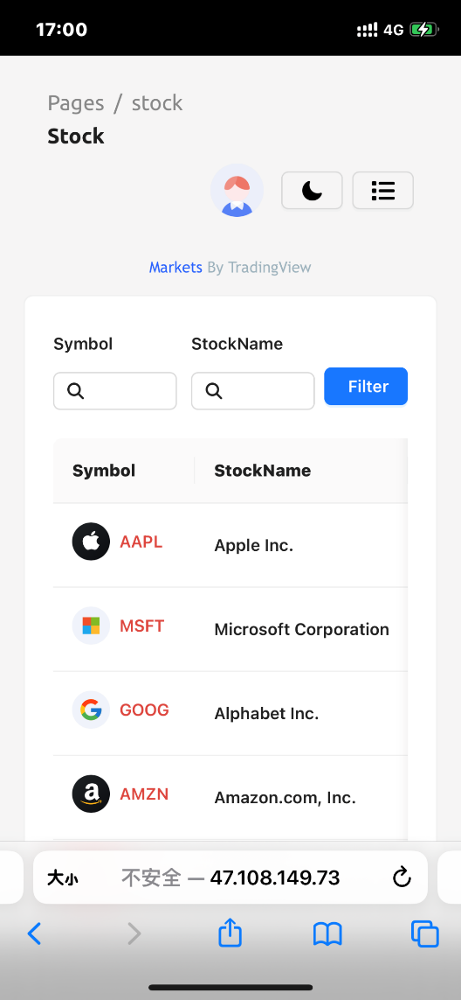 17:00
4G
Pages / stock
Stock
Markets By TradingView
Symbol StockName
Filter
Symbol StockName
AAPL Apple Inc.
MSFT Microsoft Corporation
GOOG Alphabet Inc.
AMZN Amazon.com, Inc.
大小 不安全 — 47.108.149.73